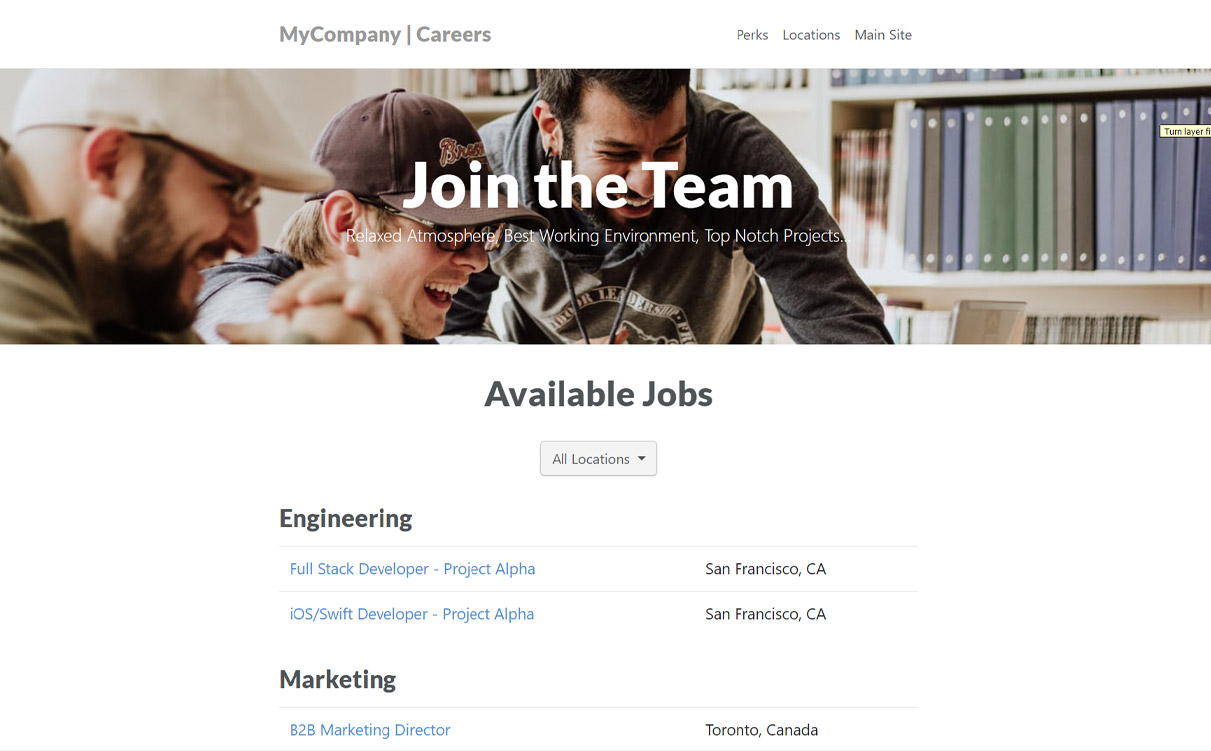 MyCompany | Careers
Perks Locations Main Site
Turn layer fi
Join the Team
Relaxed Atmosphere, Best Working Environment, Top Notch Projects...
Available Jobs
All Locations
Engineering
Full Stack Developer - Project Alpha San Francisco, CA
iOS/Swift Developer - Project Alpha San Francisco, CA
Marketing
B2B Marketing Director Toronto, Canada